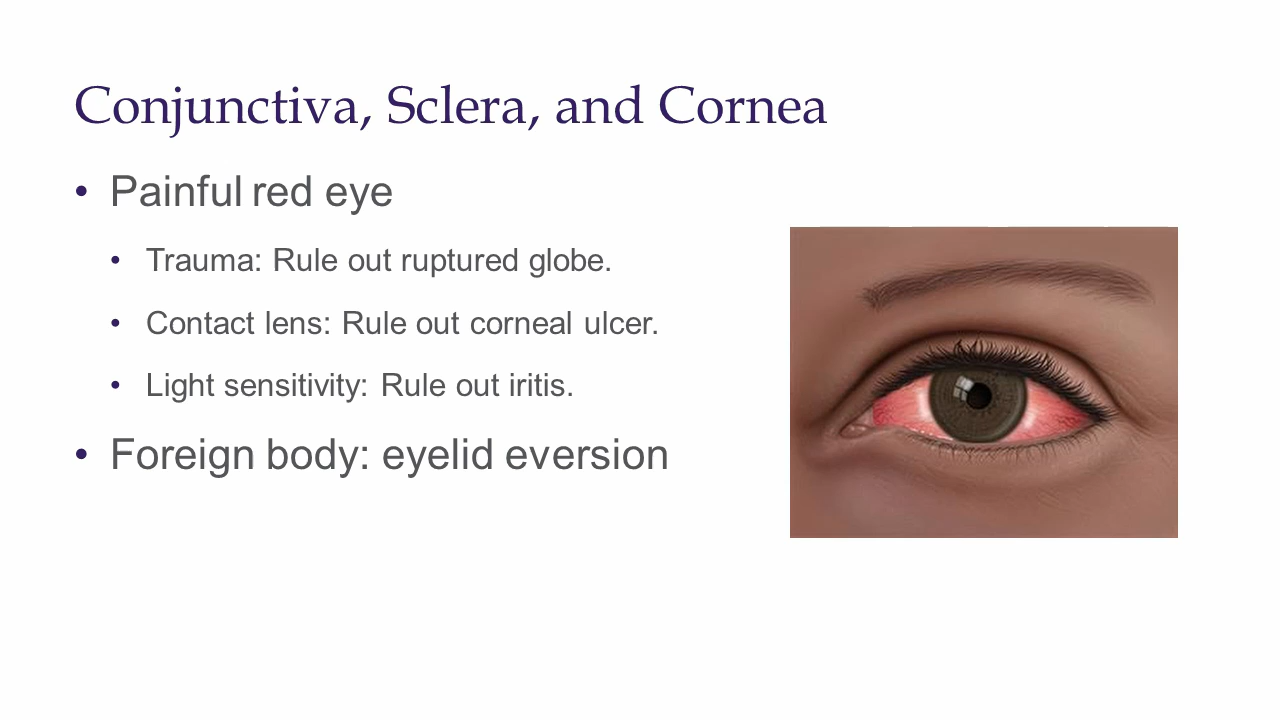 Conjunctiva, Sclera, and Cornea
• Painful red eye
• Trauma: Rule out ruptured globe.
• Contact lens: Rule out corneal ulcer.
• Light sensitivity: Rule out iritis.
• Foreign body: eyelid eversion